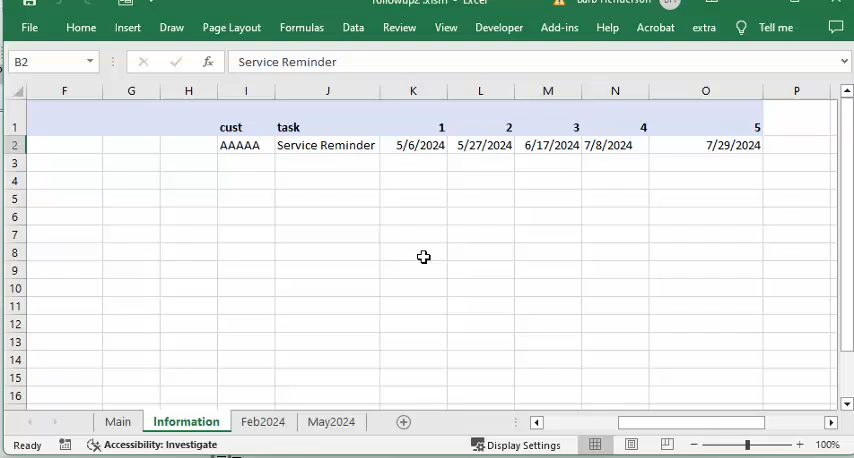 followup2 .xlsm - Excel Barb Henderson BH
File Home Insert Draw Page Layout Formulas Data Review View Developer Add-ins Help Acrobat extra Tell me
B2 fx Service Reminder
F G H I J K L M N O P
1 cust task 1 2 3 4 5
2 AAAAA Service Reminder 5/6/2024 5/27/2024 6/17/2024 7/8/2024 7/29/2024
3
4
5
6
7
8
9
10
11
12
13
14
15
16
Main Information Feb2024 May2024
Ready Accessibility: Investigate Display Settings 100%